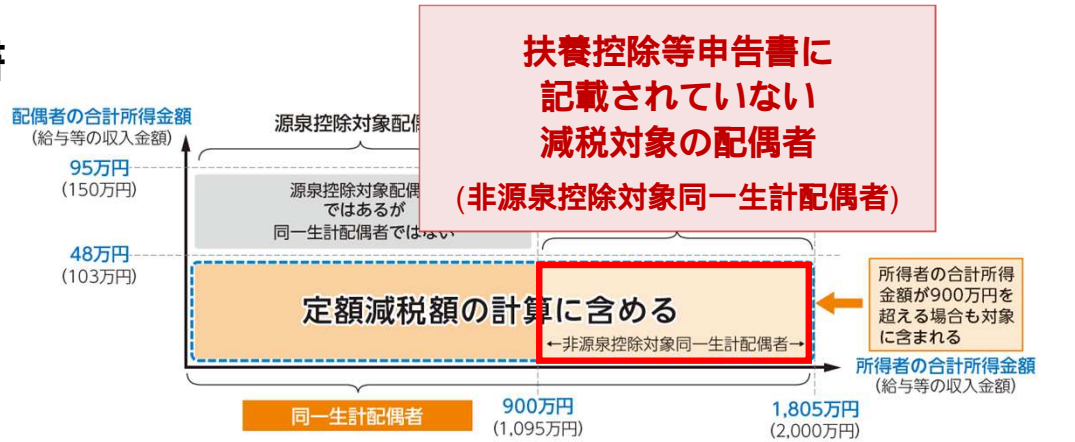 書
扶養控除等申告書に
記載されていない
減税対象の配偶者
(非源泉控除対象同一生計配偶者)
配偶者の合計所得金額
(給与等の収入金額)
源泉控除対象配偶
95万円
(150万円)
源泉控除対象配偶
ではあるが
同一生計配偶者ではない
48万円
(103万円)
定額減税額の計算に含める
←非源泉控除対象同一生計配偶者→
所得者の合計所得
金額が900万円を
超える場合も対象
に含まれる
所得者の合計所得金額
(給与等の収入金額)
同一生計配偶者
900万円
(1,095万円)
1,805万円
(2,000万円)